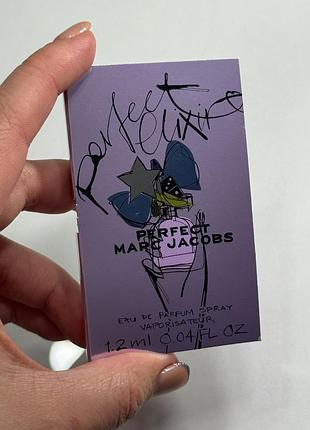 perfect
elixir
PERFECT
MARC JACOBS
EAU DE PARFUM SPRAY
VAPORISATEUR
1.2 ml 0.04 FL OZ